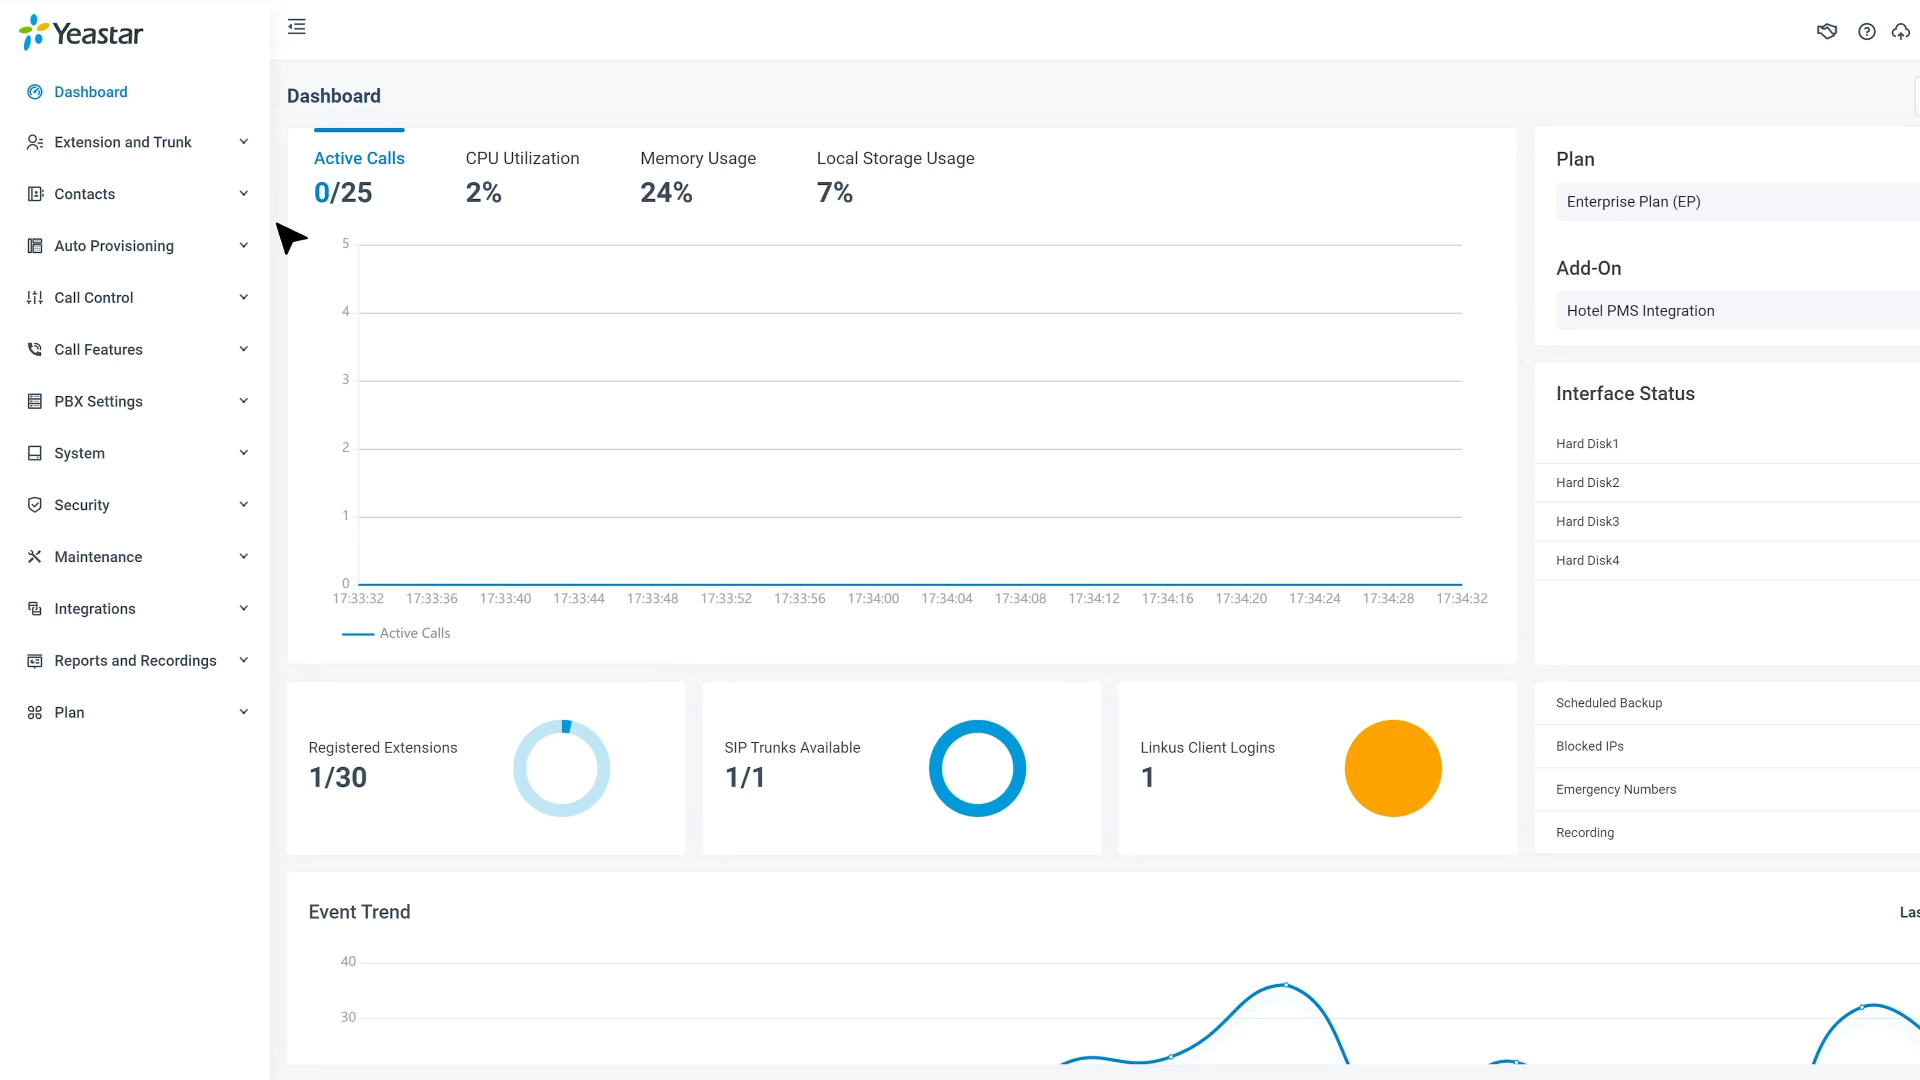 Yeastar
Dashboard
Extension and Trunk
Contacts
Auto Provisioning
Call Control
Call Features
PBX Settings
System
Security
Maintenance
Integrations
Reports and Recordings
Plan
Dashboard
Active Calls
0/25
CPU Utilization
2%
Memory Usage
24%
Local Storage Usage
7%
5
4
3
2
1
0
17:33:32 17:33:36 17:33:40 17:33:44 17:33:48 17:33:52 17:33:56 17:34:00 17:34:04 17:34:08 17:34:12 17:34:16 17:34:20 17:34:24 17:34:28 17:34:32
Active Calls
Plan
Enterprise Plan (EP)
Add-On
Hotel PMS Integration
Interface Status
Hard Disk1
Hard Disk2
Hard Disk3
Hard Disk4
Registered Extensions
1/30
SIP Trunks Available
1/1
Linkus Client Logins
1
Scheduled Backup
Blocked IPs
Emergency Numbers
Recording
Event Trend
Las
40
30